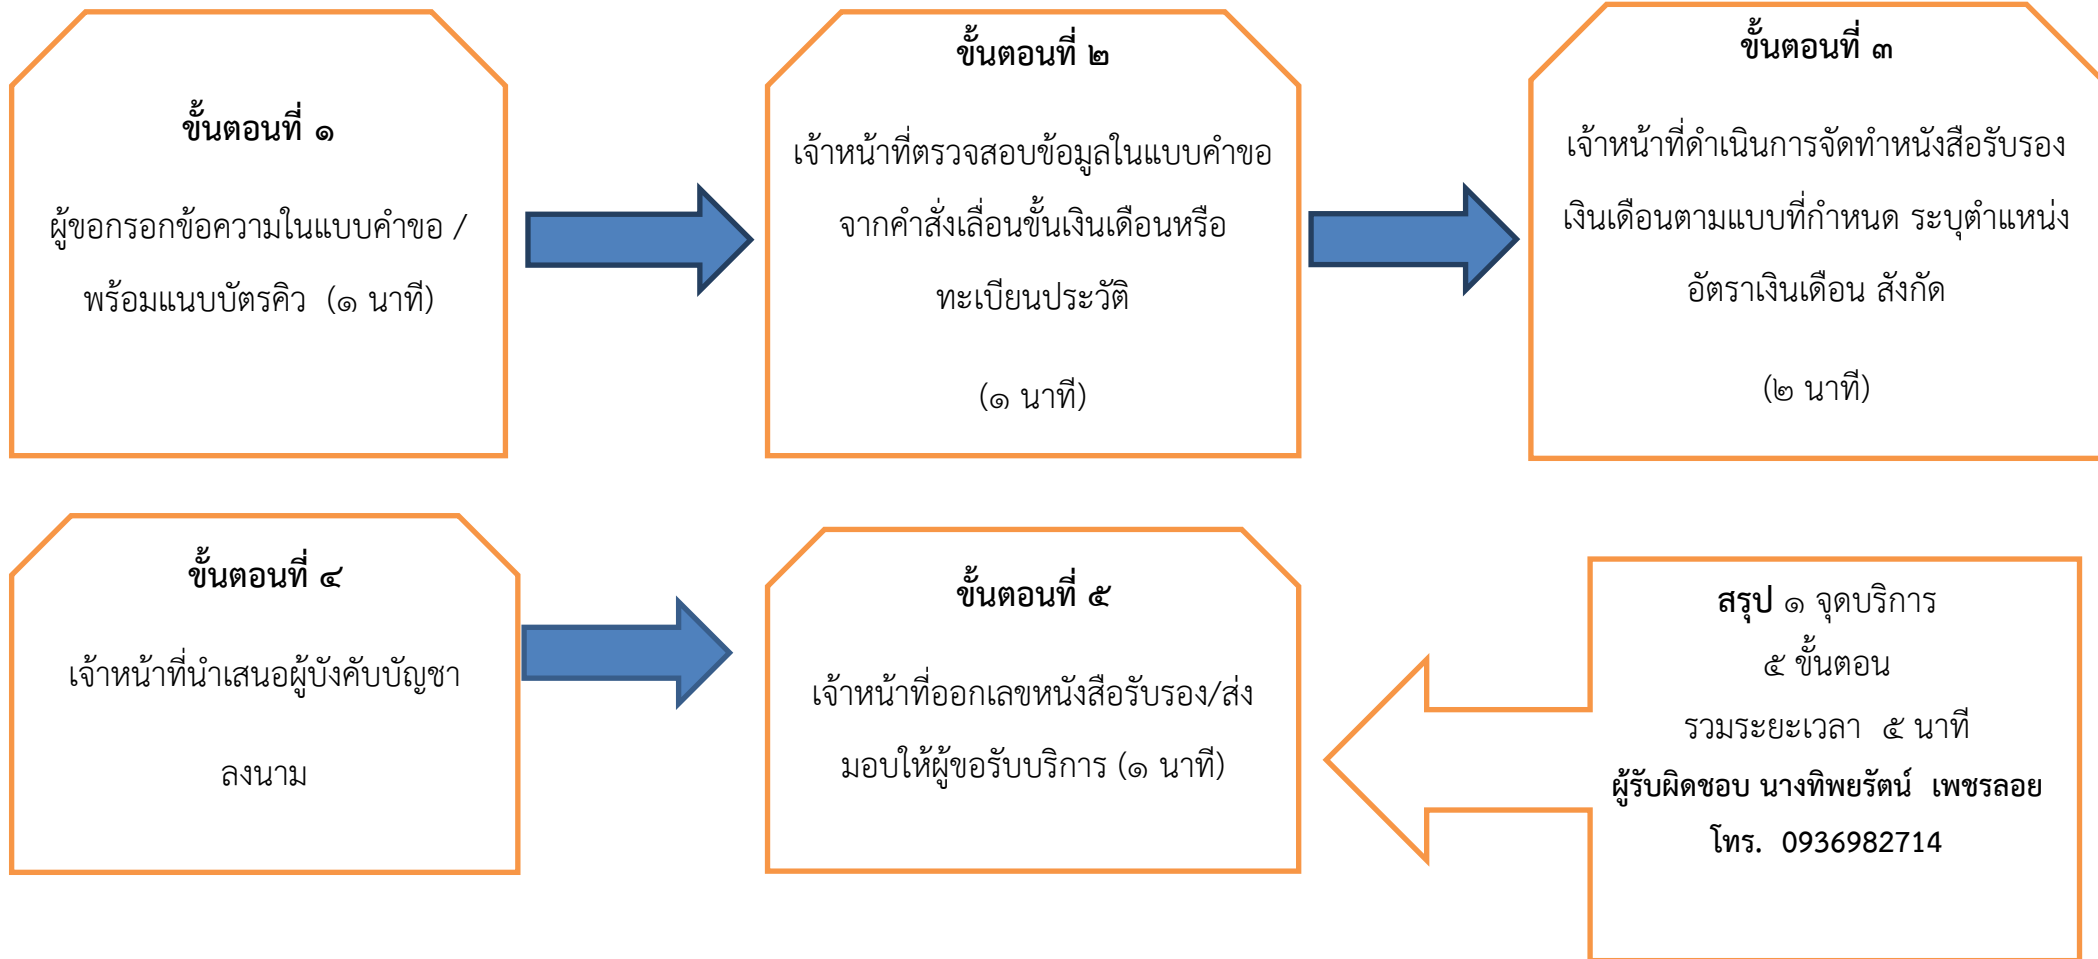 ขั้นตอนที่ ๑
ผู้ขอกรอกข้อความในแบบคำขอ /
พร้อมแนบบัตรคิว (๑ นาที)
ขั้นตอนที่ ๒
เจ้าหน้าที่ตรวจสอบข้อมูลในแบบคำขอ
จากคำสั่งเลื่อนขั้นเงินเดือนหรือ
ทะเบียนประวัติ
(๑ นาที)
ขั้นตอนที่ ๓
เจ้าหน้าที่ดำเนินการจัดทำหนังสือรับรอง
เงินเดือนตามแบบที่กำหนด ระบุตำแหน่ง
อัตราเงินเดือน สังกัด
(๒ นาที)
ขั้นตอนที่ ๔
เจ้าหน้าที่นำเสนอผู้บังคับบัญชา
ลงนาม
ขั้นตอนที่ ๕
เจ้าหน้าที่ออกเลขหนังสือรับรอง/ส่ง
มอบให้ผู้ขอรับบริการ (๑ นาที)
สรุป ๑ จุดบริการ
๕ ขั้นตอน
รวมระยะเวลา ๕ นาที
ผู้รับผิดชอบ นางทิพยรัตน์ เพชรลอย
โทร. 0936982714